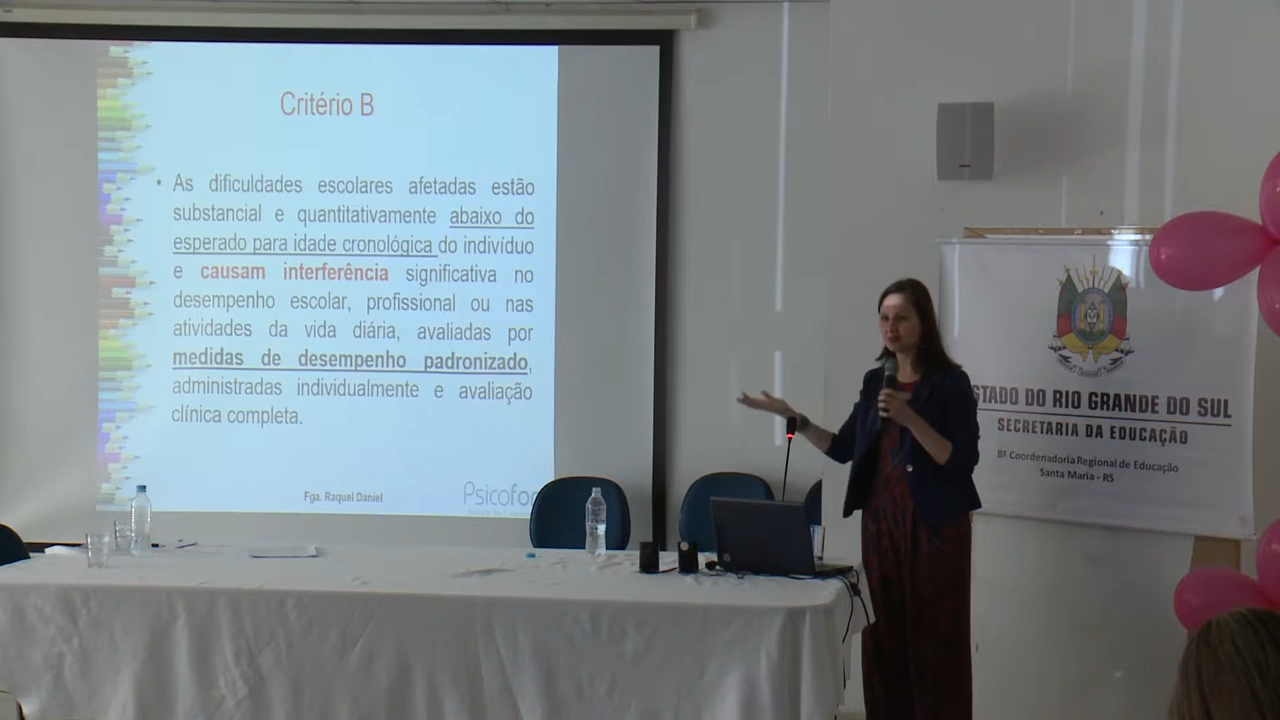 Critério B
• As dificuldades escolares afetadas estão
substancial e quantitativamente abaixo do
esperado para idade cronológica do indivíduo
e causam interferência significativa no
desempenho escolar, profissional ou nas
atividades da vida diária, avaliadas por
medidas de desempenho padronizado,
administradas individualmente e avaliação
clínica completa.
Fga. Raquel Daniel
Psicofo
STADO DO RIO GRANDE DO SUL
SECRETARIA DA EDUCAÇÃO
8ª Coordenadoria Regional de Educação
Santa Maria - RS